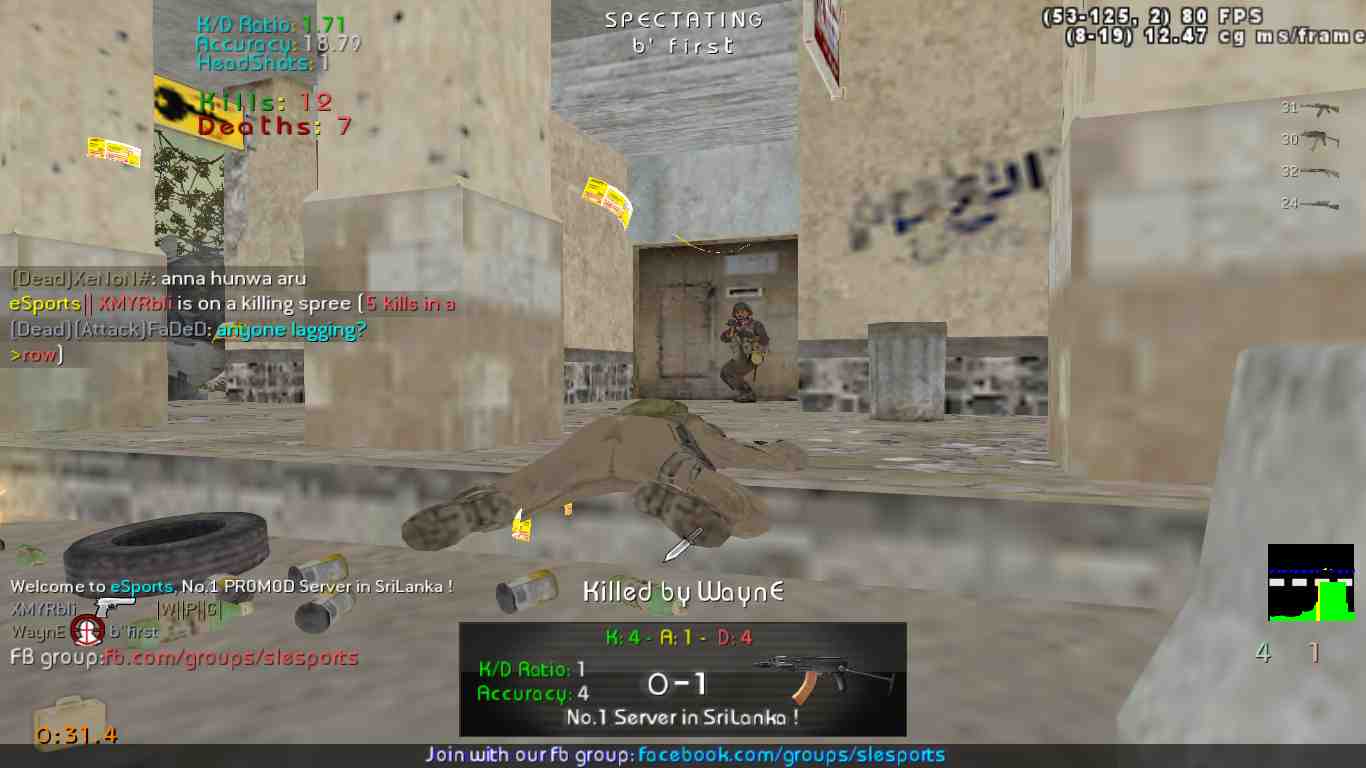 K/D Ratio: 1.71
Accuracy: 18.79
HeadShots: 1
Kills: 12
Deaths: 7
SPECTATING
b' first
(53-125, 2) 80 FPS
(8-19) 12.47 cg ms/frame
31
30
32
24
(Dead)XeNoN#: anna hunwa aru
eSports|| XMYRbli is on a killing spree (5 kills in a
(Dead)(Attack)FaDeD: anyone lagging?
>row)
Welcome to eSports, No.1 PROMOD Server in SriLanka !
XMYRbli |W||P||G|
WaynE b"first
FB group:fb.com/groups/slesports
0:31.4
Killed by WaynE
K: 4 - A: 1 - D: 4
K/D Ratio: 1
Accuracy: 4
0-1
No.1 Server in SriLanka !
4 1
Join with our fb group: facebook.com/groups/slesports